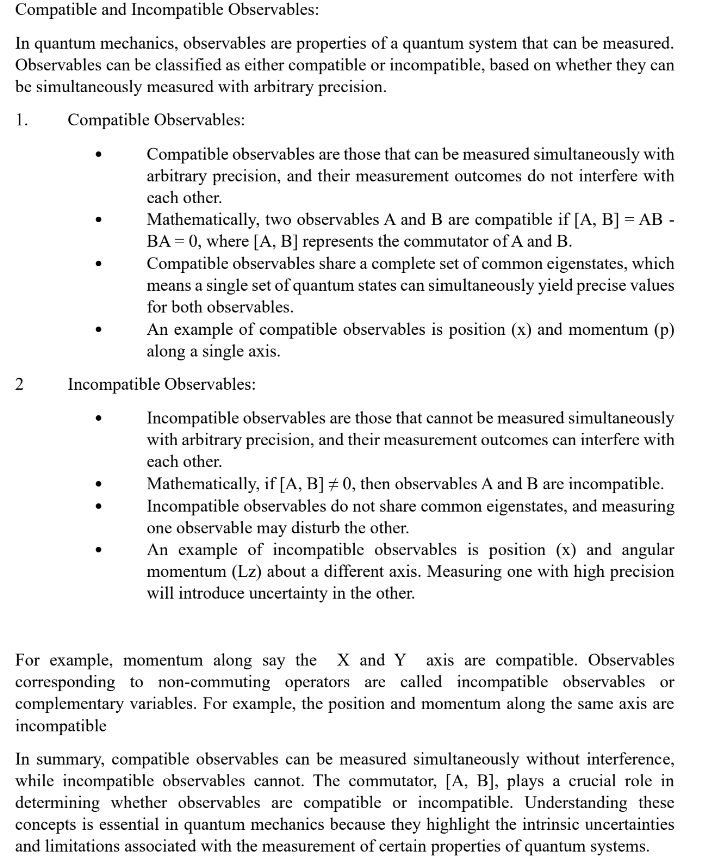 Compatible and Incompatible Observables:
In quantum mechanics, observables are properties of a quantum system that can be measured.
Observables can be classified as either compatible or incompatible, based on whether they can
be simultaneously measured with arbitrary precision.
1. Compatible Observables:
• Compatible observables are those that can be measured simultaneously with
arbitrary precision, and their measurement outcomes do not interfere with
each other.
• Mathematically, two observables A and B are compatible if [A, B] = AB -
BA = 0, where [A, B] represents the commutator of A and B.
• Compatible observables share a complete set of common eigenstates, which
means a single set of quantum states can simultaneously yield precise values
for both observables.
• An example of compatible observables is position (x) and momentum (p)
along a single axis.
2 Incompatible Observables:
• Incompatible observables are those that cannot be measured simultaneously
with arbitrary precision, and their measurement outcomes can interfere with
each other.
• Mathematically, if [A, B] ≠ 0, then observables A and B are incompatible.
• Incompatible observables do not share common eigenstates, and measuring
one observable may disturb the other.
• An example of incompatible observables is position (x) and angular
momentum (Lz) about a different axis. Measuring one with high precision
will introduce uncertainty in the other.
For example, momentum along say the X and Y axis are compatible. Observables
corresponding to non-commuting operators are called incompatible observables or
complementary variables. For example, the position and momentum along the same axis are
incompatible
In summary, compatible observables can be measured simultaneously without interference,
while incompatible observables cannot. The commutator, [A, B], plays a crucial role in
determining whether observables are compatible or incompatible. Understanding these
concepts is essential in quantum mechanics because they highlight the intrinsic uncertainties
and limitations associated with the measurement of certain properties of quantum systems.